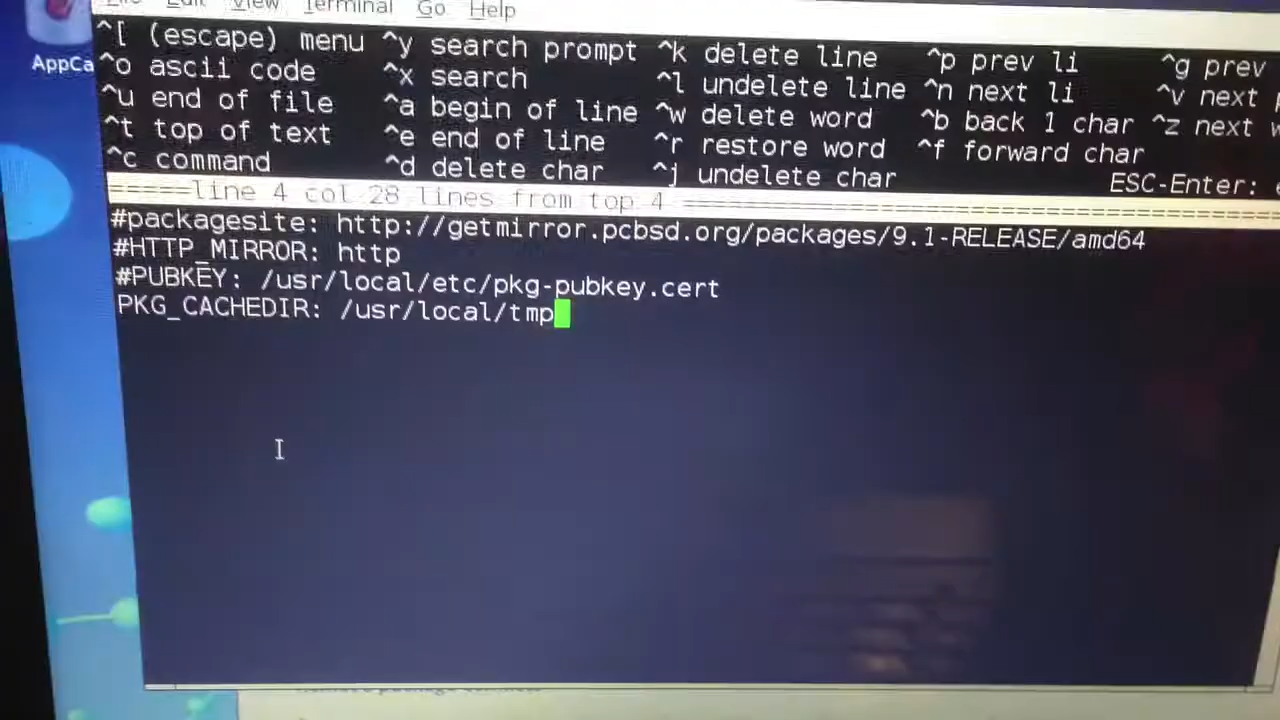 File Edit View Terminal Go Help
AppCa
^[ (escape) menu ^y search prompt ^k delete line ^p prev li ^g prev
^o ascii code ^x search ^l undelete line ^n next li ^v next
^u end of file ^a begin of line ^w delete word ^b back 1 char ^z next
^t top of text ^e end of line ^r restore word ^f forward char
^c command ^d delete char ^j undelete char ESC-Enter:
=====line 4 col 28 lines from top 4 =====
#packagesite: http://getmirror.pcbsd.org/packages/9.1-RELEASE/amd64
#HTTP_MIRROR: http
#PUBKEY: /usr/local/etc/pkg-pubkey.cert
PKG_CACHEDIR: /usr/local/tmp